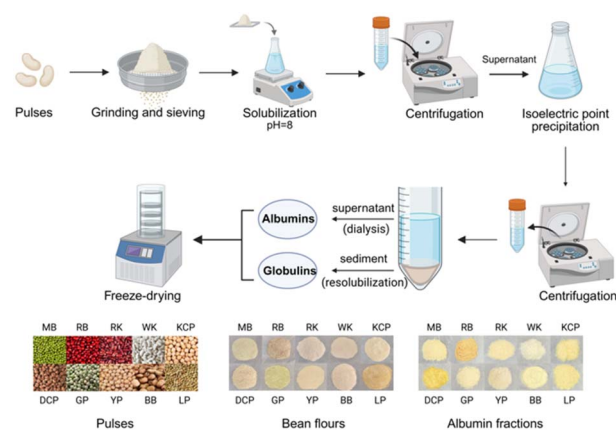 Supernatant
Pulses
Grinding and sieving
Solubilization
pH=8
Centrifugation
Isoelectric point
precipitation
Albumins
supernatant
(dialysis)
Globulins
sediment
(resolubilization)
Freeze-drying
Centrifugation
MB RB RK WK KCP
DCP GP YP BB LP
Pulses
MB RB RK WK KCP
DCP GP YP BB LP
Bean flours
MB RB RK WK KCP
DCP GP YP BB LP
Albumin fractions